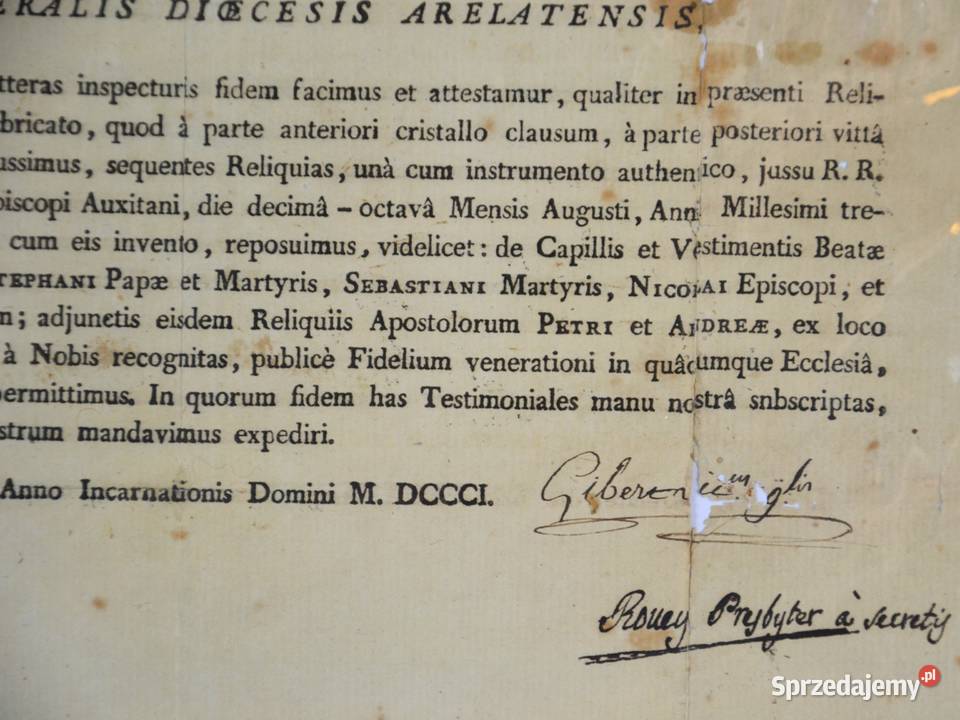 ERALIS DIŒCESIS ARELATENSIS,
tteras inspecturis fidem facimus et attestamur, qualiter in præsenti Reli-
bricato, quod à parte anteriori cristallo clausum, à parte posteriori vittâ
ussimus, sequentes Reliquias, unà cum instrumento authentico, jussu R. R.
piscopi Auxitani, die decimâ-octavâ Mensis Augusti, Ann Millesimi tre-
cum eis invento, reposuimus, videlicet: de Capillis et Vestimentis Beatæ
TEPHANI Papæ et Martyris, SEBASTIANI Martyris, NICOLAI Episcopi, et
n; adjunctis eisdem Reliquiis Apostolorum PETRI et ANDREÆ, ex loco
à Nobis recognitas, publicè Fidelium venerationi in quâcumque Ecclesiâ,
permittimus. In quorum fidem has Testimoniales manu nostrâ snbscriptas,
strum mandavimus expediri.
Anno Incarnationis Domini M. DCCCI.
Rouey Presbyter à secretis
Sprzedajemy.pl